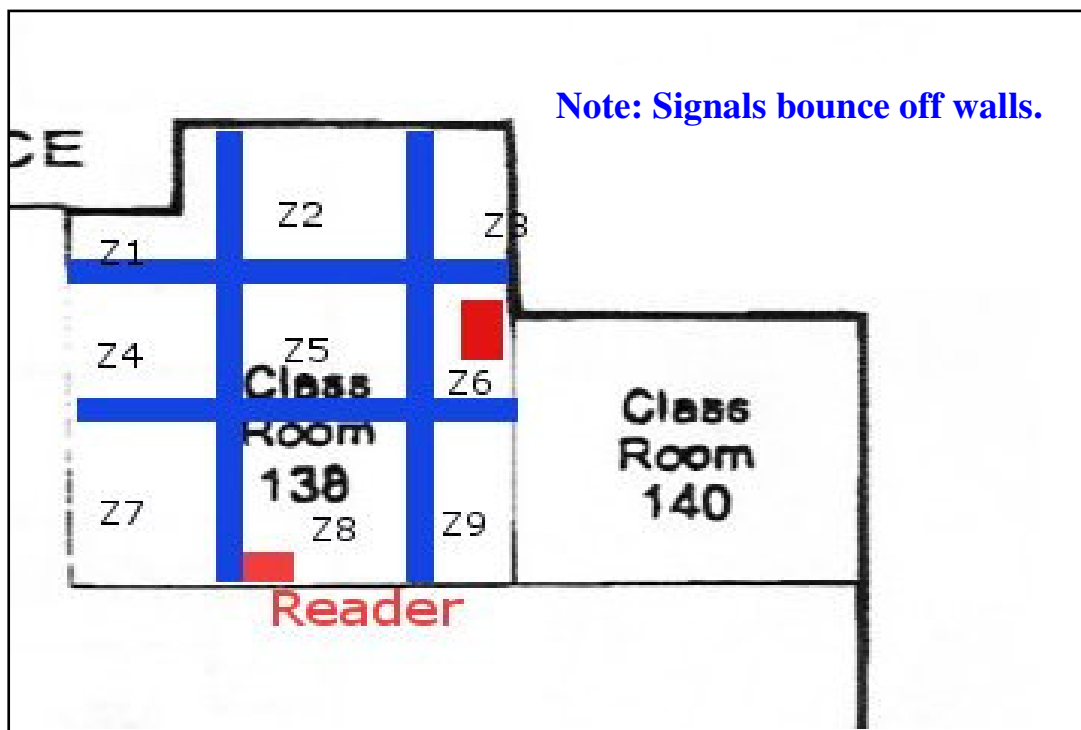 Note: Signals bounce off walls.
CE
Z2
Z3
Z1
Z4
Z5
Z6
Class
Room
138
Class
Room
140
Z7
Z8
Z9
Reader